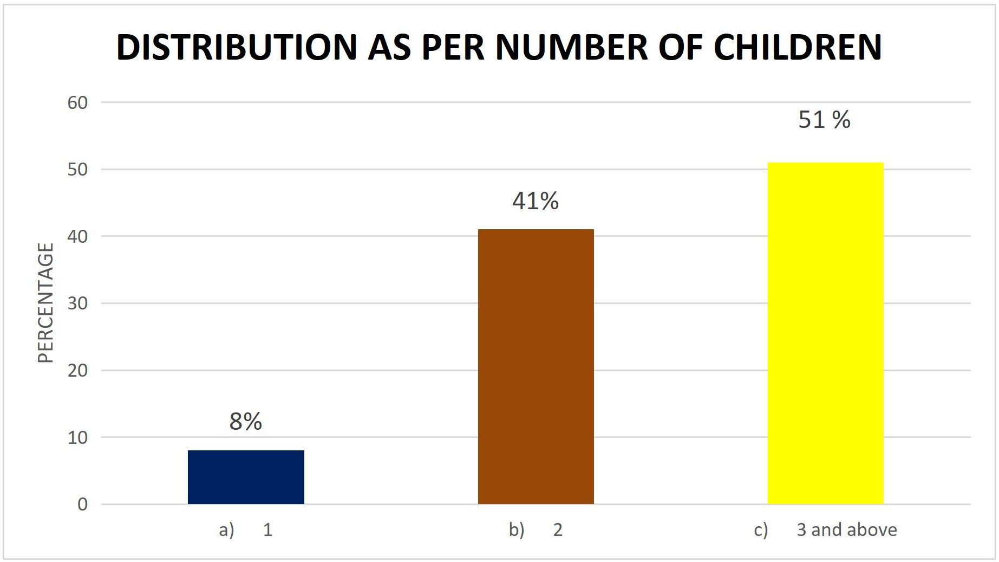 DISTRIBUTION AS PER NUMBER OF CHILDREN
60
50
40
30
20
10
0
PERCENTAGE
8%
41%
51 %
a) 1
b) 2
c) 3 and above